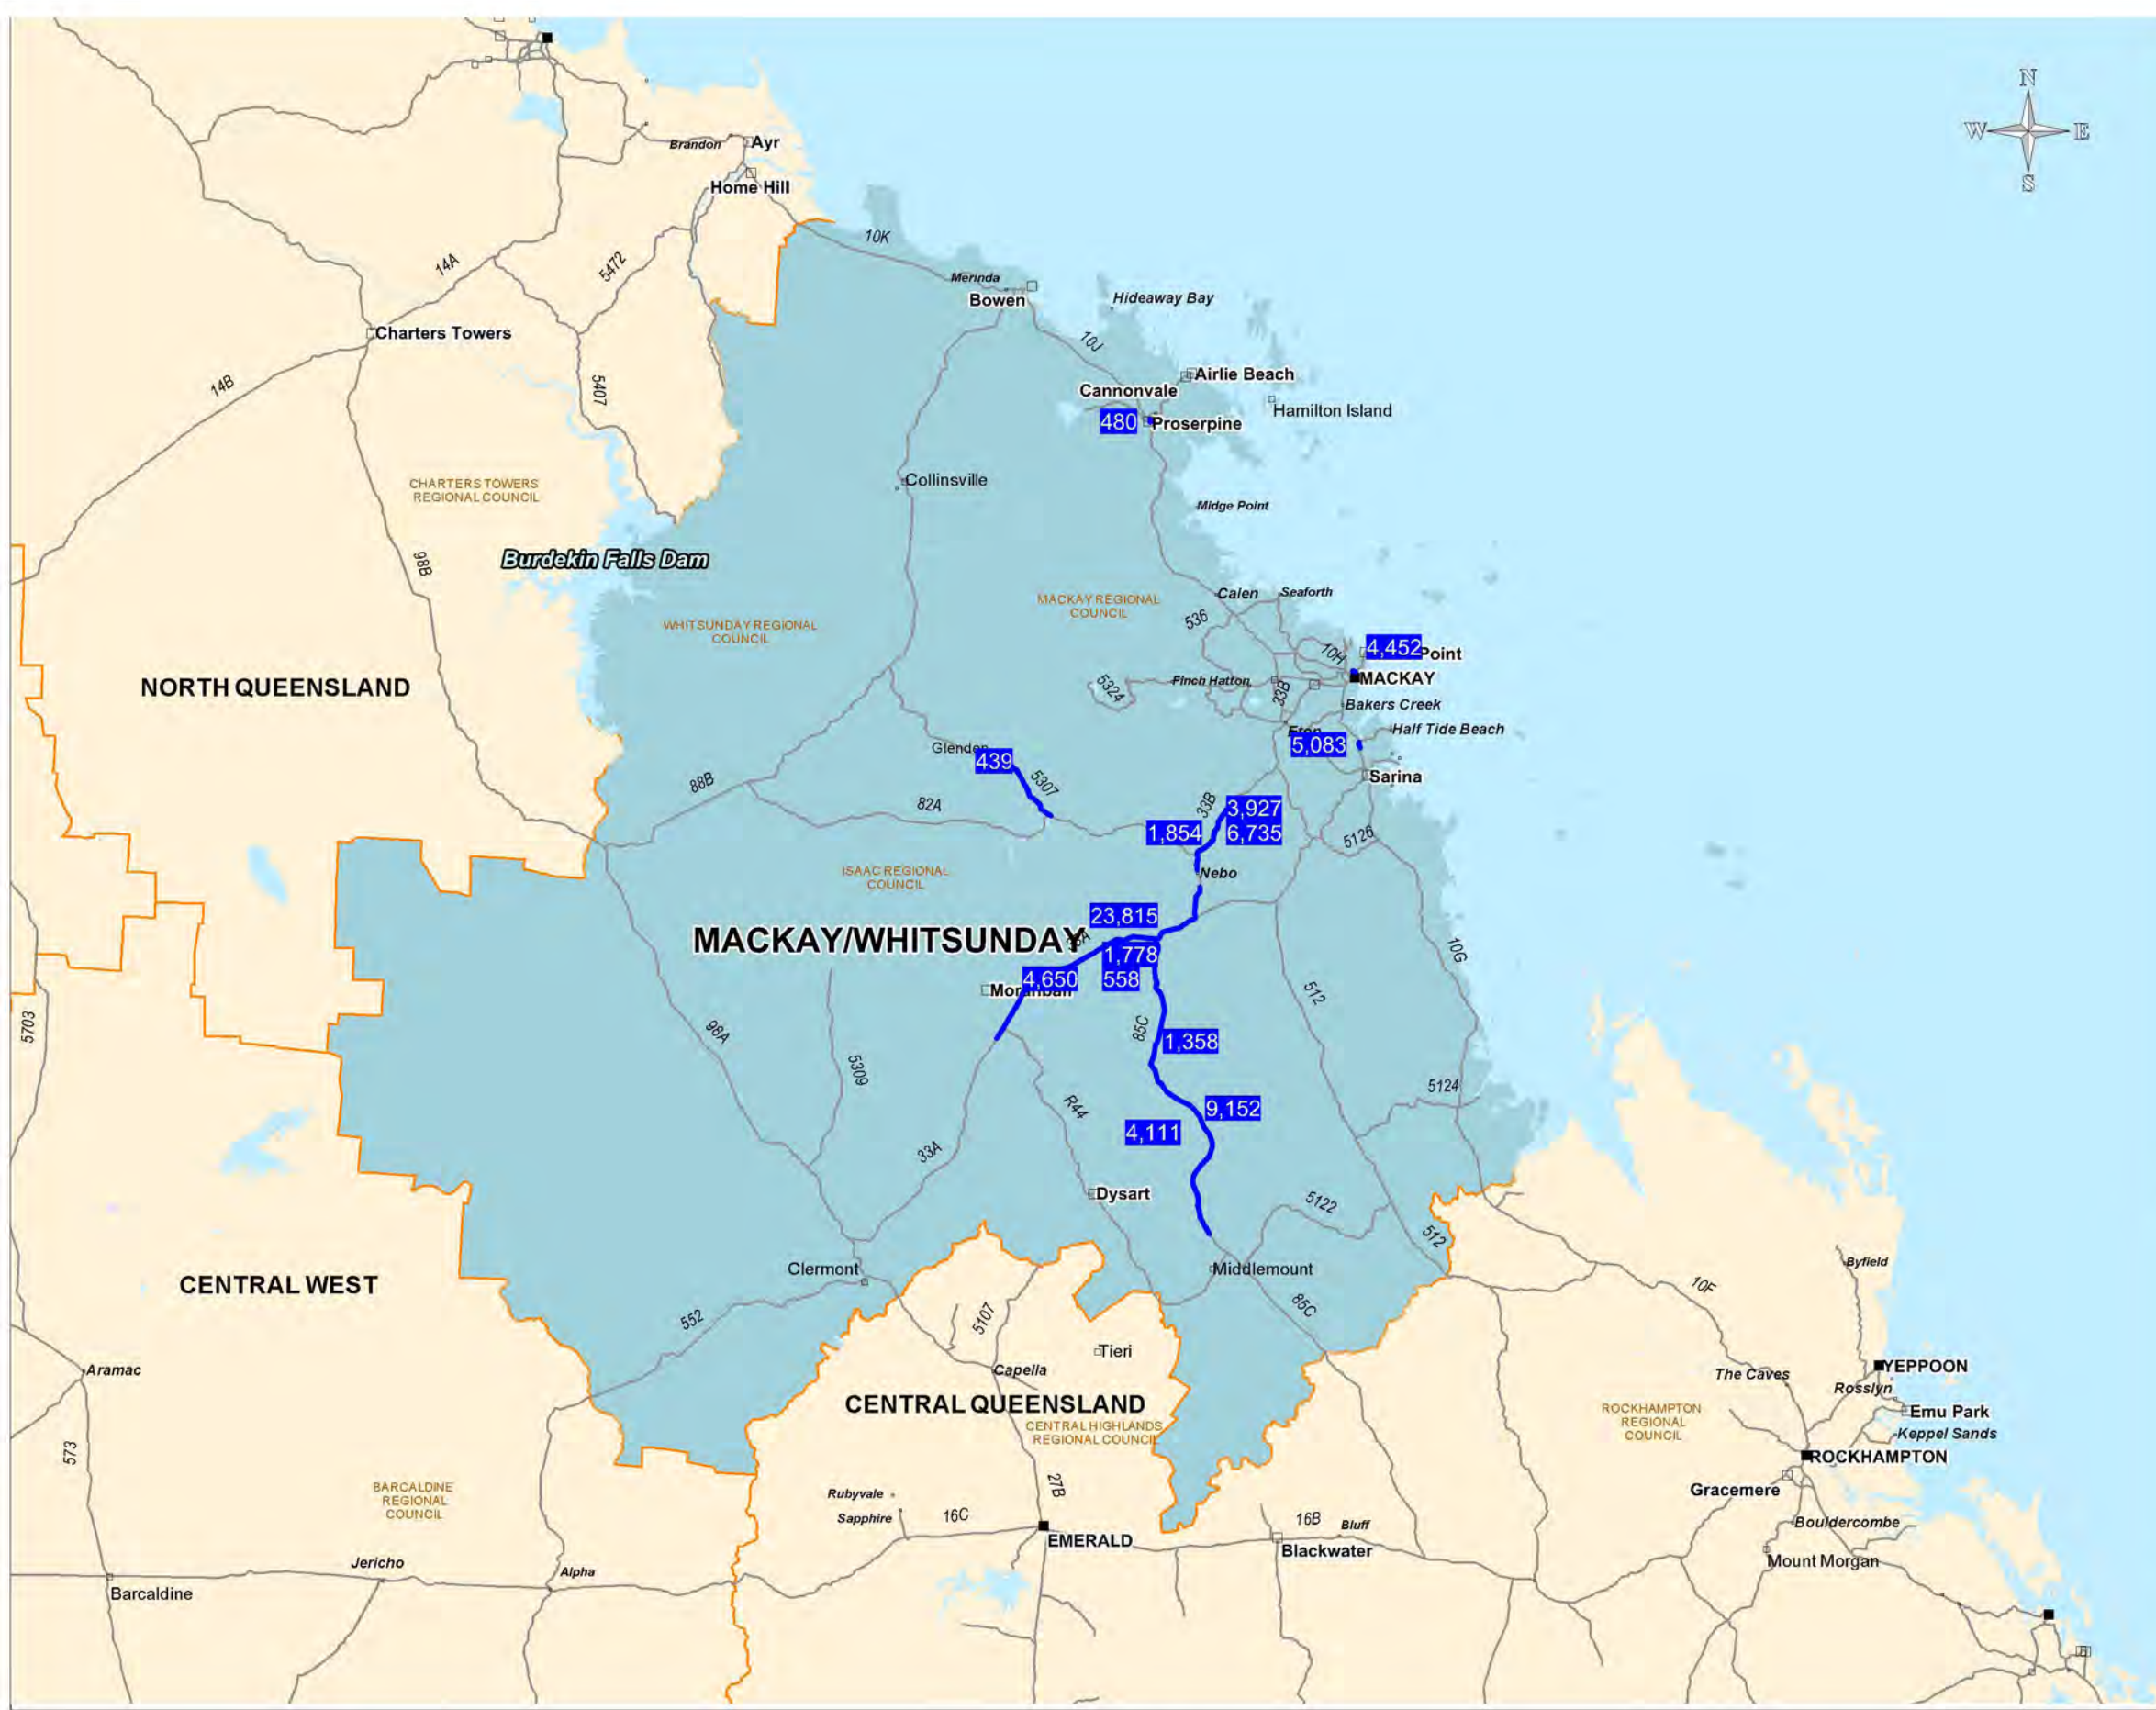 N
W E
S
Brandon
Ayr
Home Hill
10K
14A
5472
Merinda
Bowen
Hideaway Bay
Charters Towers
10J
14B
5407
Airlie Beach
Cannonvale
Hamilton Island
480
Proserpine
CHARTERS TOWERS
REGIONAL COUNCIL
Collinsville
Midge Point
98B
Burdekin Falls Dam
MACKAY REGIONAL
COUNCIL
Calen
Seaforth
536
WHITSUNDAY REGIONAL
COUNCIL
10H
4,452
Point
NORTH QUEENSLAND
5324
Finch Hatton
33B
MACKAY
Bakers Creek
Eton
Half Tide Beach
5,083
Glenden
439
5307
Sarina
88B
82A
33B
3,927
1,854
6,735
5126
ISAAC REGIONAL
COUNCIL
Nebo
23,815
MACKAY/WHITSUNDAY
33A
1,778
10G
4,650
558
Moranbah
512
5703
98A
85C
1,358
5309
R44
5124
9,152
4,111
33A
Dysart
5122
512
Clermont
Middlemount
Byfield
CENTRAL WEST
10F
85C
552
5107
Tieri
Aramac
Capella
The Caves
YEPPOON
Rosslyn
CENTRAL QUEENSLAND
CENTRAL HIGHLANDS
REGIONAL COUNCIL
ROCKHAMPTON
REGIONAL
COUNCIL
Emu Park
Keppel Sands
573
ROCKHAMPTON
BARCALDINE
REGIONAL
COUNCIL
27B
Rubyvale
Gracemere
Sapphire
16C
16B
Bluff
Bouldercombe
EMERALD
Blackwater
Jericho
Alpha
Mount Morgan
Barcaldine